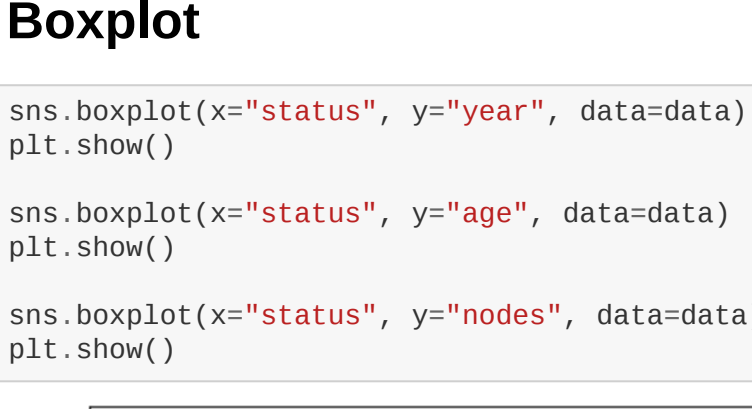 Boxplot
sns.boxplot(x="status", y="year", data=data)
plt.show()
sns.boxplot(x="status", y="age", data=data)
plt.show()
sns.boxplot(x="status", y="nodes", data=data
plt.show()